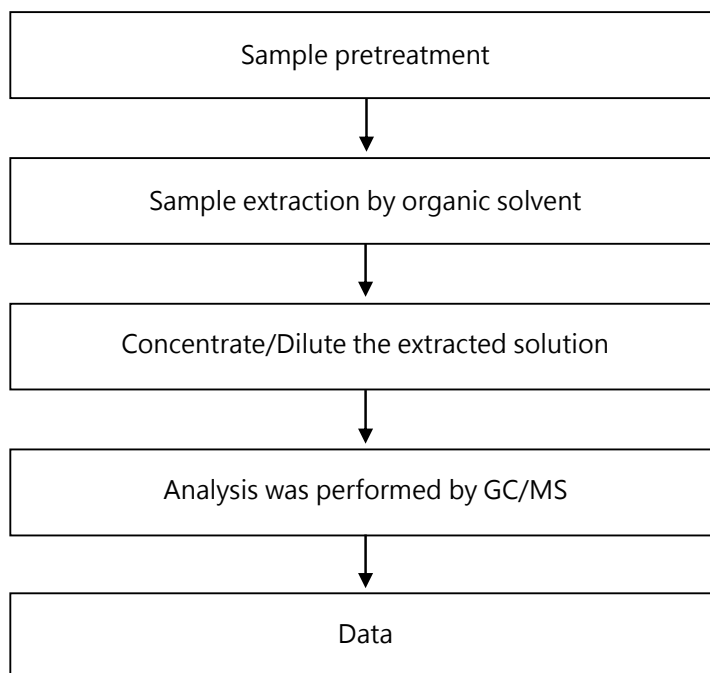 Sample pretreatment
Sample extraction by organic solvent
Concentrate/Dilute the extracted solution
Analysis was performed by GC/MS
Data